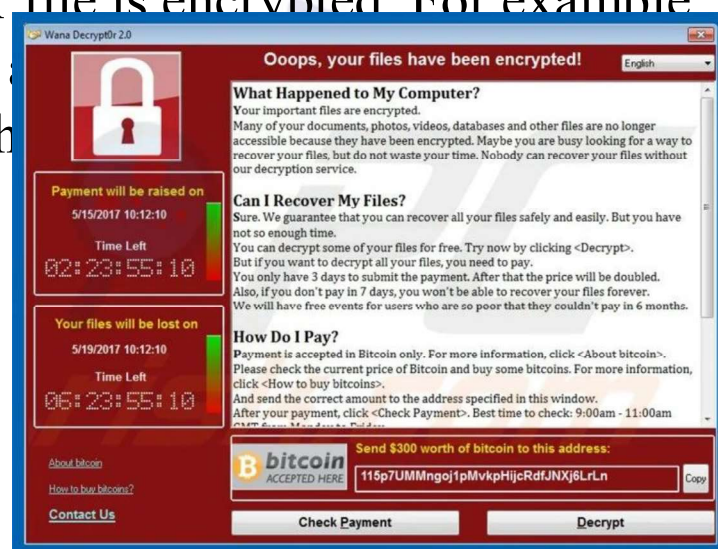 file is encrypted. For example
Wana Decrypt0r 2.0
Ooops, your files have been encrypted!
English
Payment will be raised on
5/15/2017 10:12:10
Time Left
02:23:55:10
Your files will be lost on
5/19/2017 10:12:10
Time Left
06:23:55:10
About bitcoin
How to buy bitcoins?
Contact Us
What Happened to My Computer?
Your important files are encrypted.
Many of your documents, photos, videos, databases and other files are no longer
accessible because they have been encrypted. Maybe you are busy looking for a way to
recover your files, but do not waste your time. Nobody can recover your files without
our decryption service.
Can I Recover My Files?
Sure. We guarantee that you can recover all your files safely and easily. But you have
not so enough time.
You can decrypt some of your files for free. Try now by clicking <Decrypt>.
But if you want to decrypt all your files, you need to pay.
You only have 3 days to submit the payment. After that the price will be doubled.
Also, if you don't pay in 7 days, you won't be able to recover your files forever.
We will have free events for users who are so poor that they couldn't pay in 6 months.
How Do I Pay?
Payment is accepted in Bitcoin only. For more information, click <About bitcoin>.
Please check the current price of Bitcoin and buy some bitcoins. For more information,
click <How to buy bitcoins>.
And send the correct amount to the address specified in this window.
After your payment, click <Check Payment>. Best time to check: 9:00am - 11:00am
GMT from Monday to Friday.
bitcoin
ACCEPTED HERE
Send $300 worth of bitcoin to this address:
115p7UMMngoj1pMvkpHijcRdfJNXj6LrLn
Copy
Check Payment
Decrypt